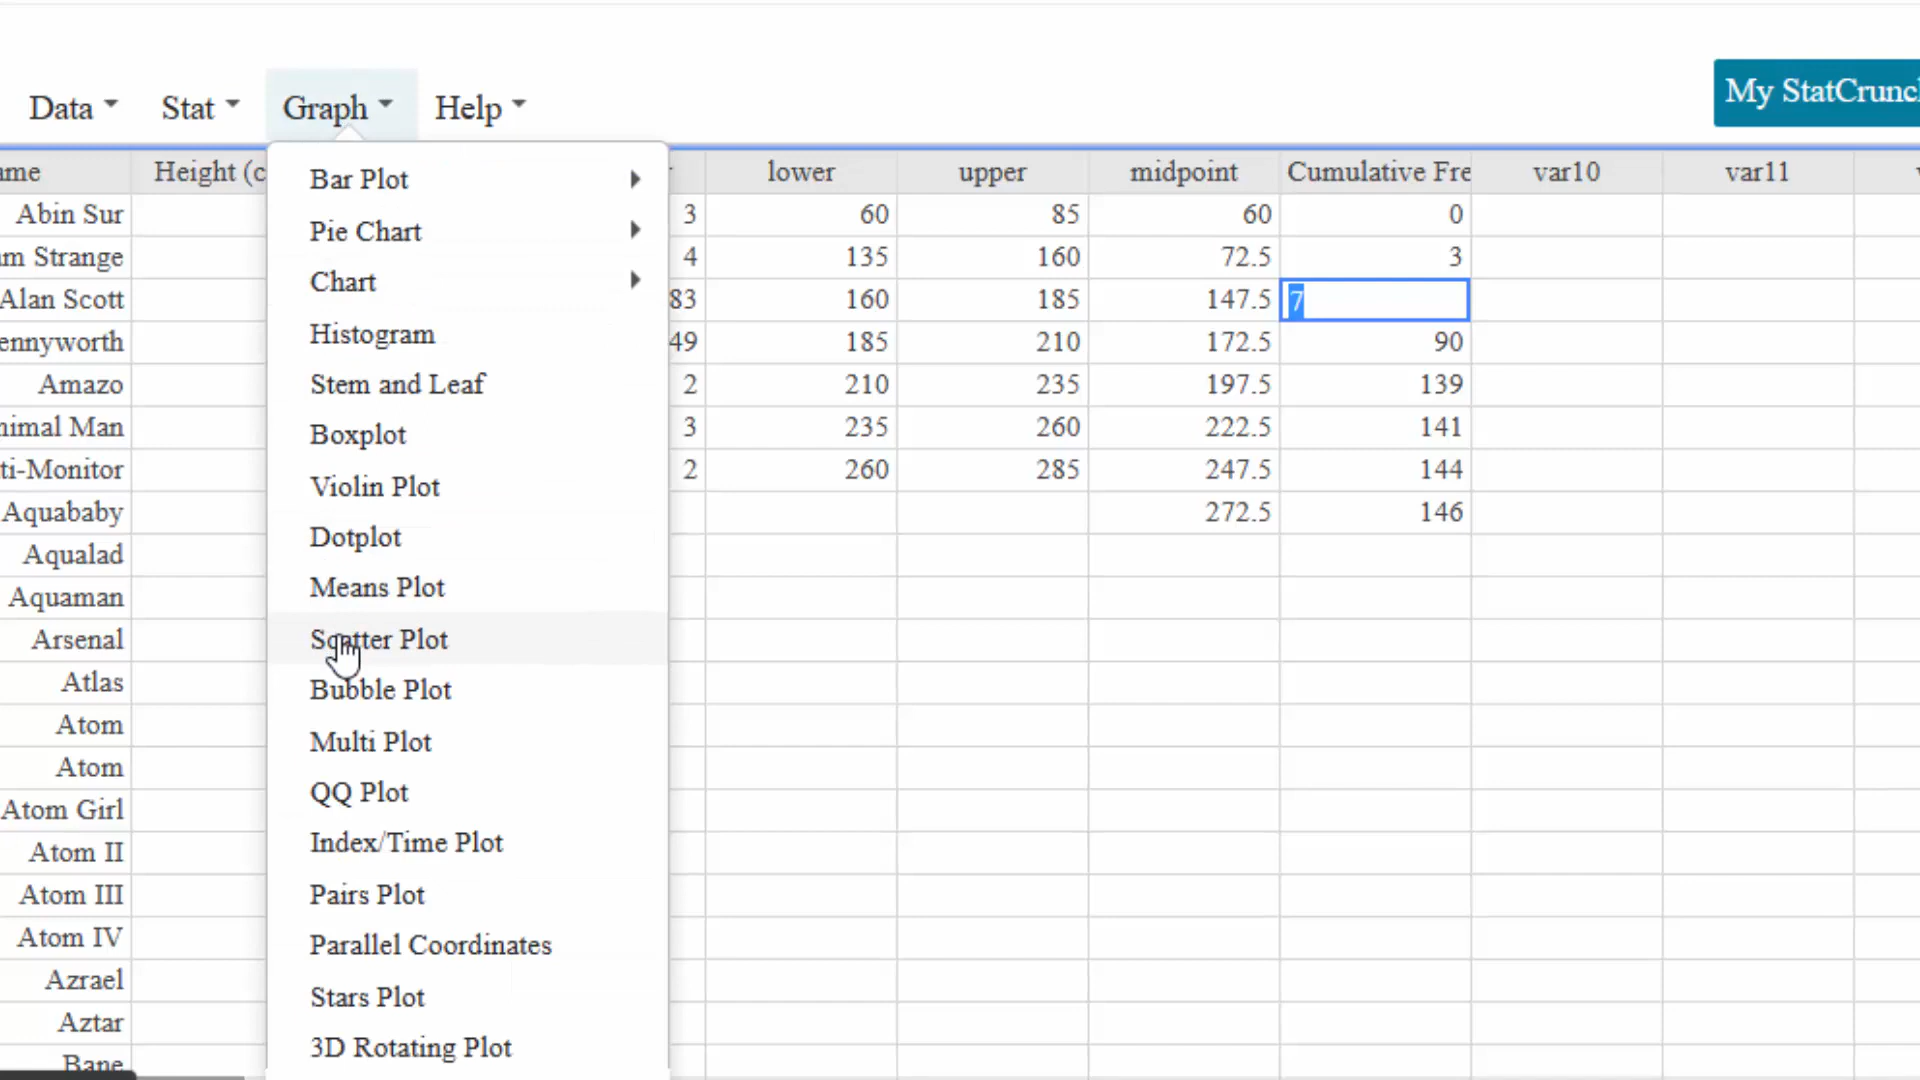 Data Stat Graph Help My StatCrunch
ame Height (c lower upper midpoint Cumulative Fre var10 var11
Abin Sur 3 60 85 60 0
am Strange 4 135 160 72.5 3
Alan Scott 83 160 185 147.5 7
ennyworth 49 185 210 172.5 90
Amazo 2 210 235 197.5 139
nimal Man 3 235 260 222.5 141
ti-Monitor 2 260 285 247.5 144
Aquababy 272.5 146
Aqualad
Aquaman
Arsenal
Atlas
Atom
Atom
Atom Girl
Atom II
Atom III
Atom IV
Azrael
Aztar
Bane
Bar Plot
Pie Chart
Chart
Histogram
Stem and Leaf
Boxplot
Violin Plot
Dotplot
Means Plot
Scatter Plot
Bubble Plot
Multi Plot
QQ Plot
Index/Time Plot
Pairs Plot
Parallel Coordinates
Stars Plot
3D Rotating Plot